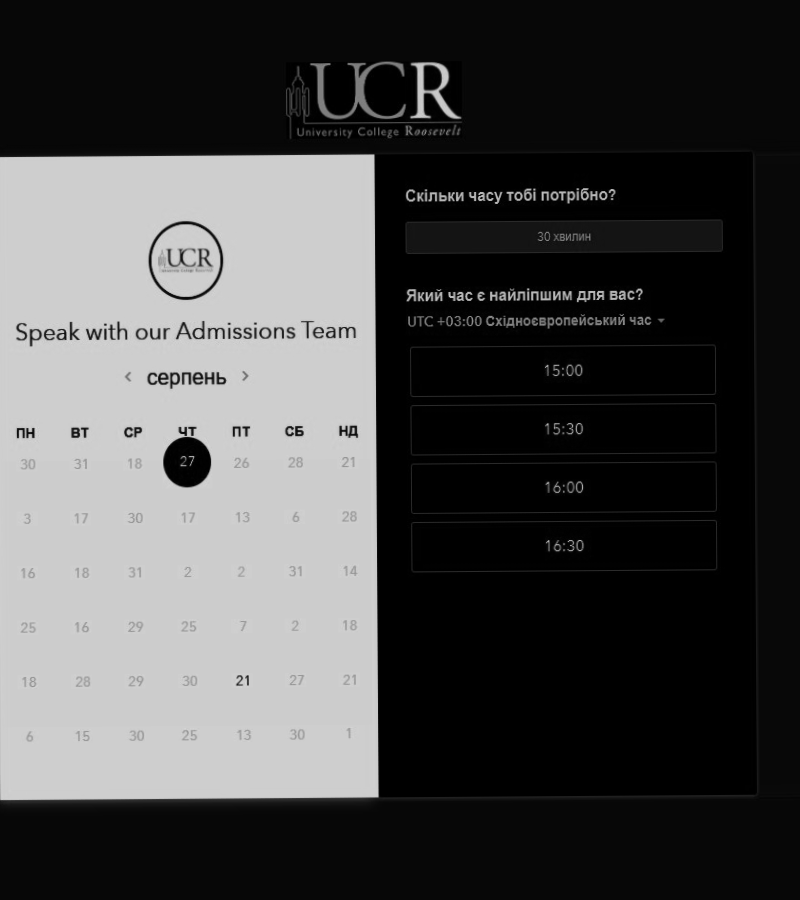 UCR
University College Roosevelt
UCR
University College Roosevelt
Speak with our Admissions Team
серпень
ПН ВТ СР ЧТ ПТ СБ НД
30 31 18 27 26 28 21
3 17 30 17 13 6 28
16 18 31 2 2 31 14
25 16 29 25 7 2 18
18 28 29 30 21 27 21
6 15 30 25 13 30 1
Скільки часу тобі потрібно?
30 хвилин
Який час є найліпшим для вас?
UTC +03:00 Східноєвропейський час
15:00
15:30
16:00
16:30